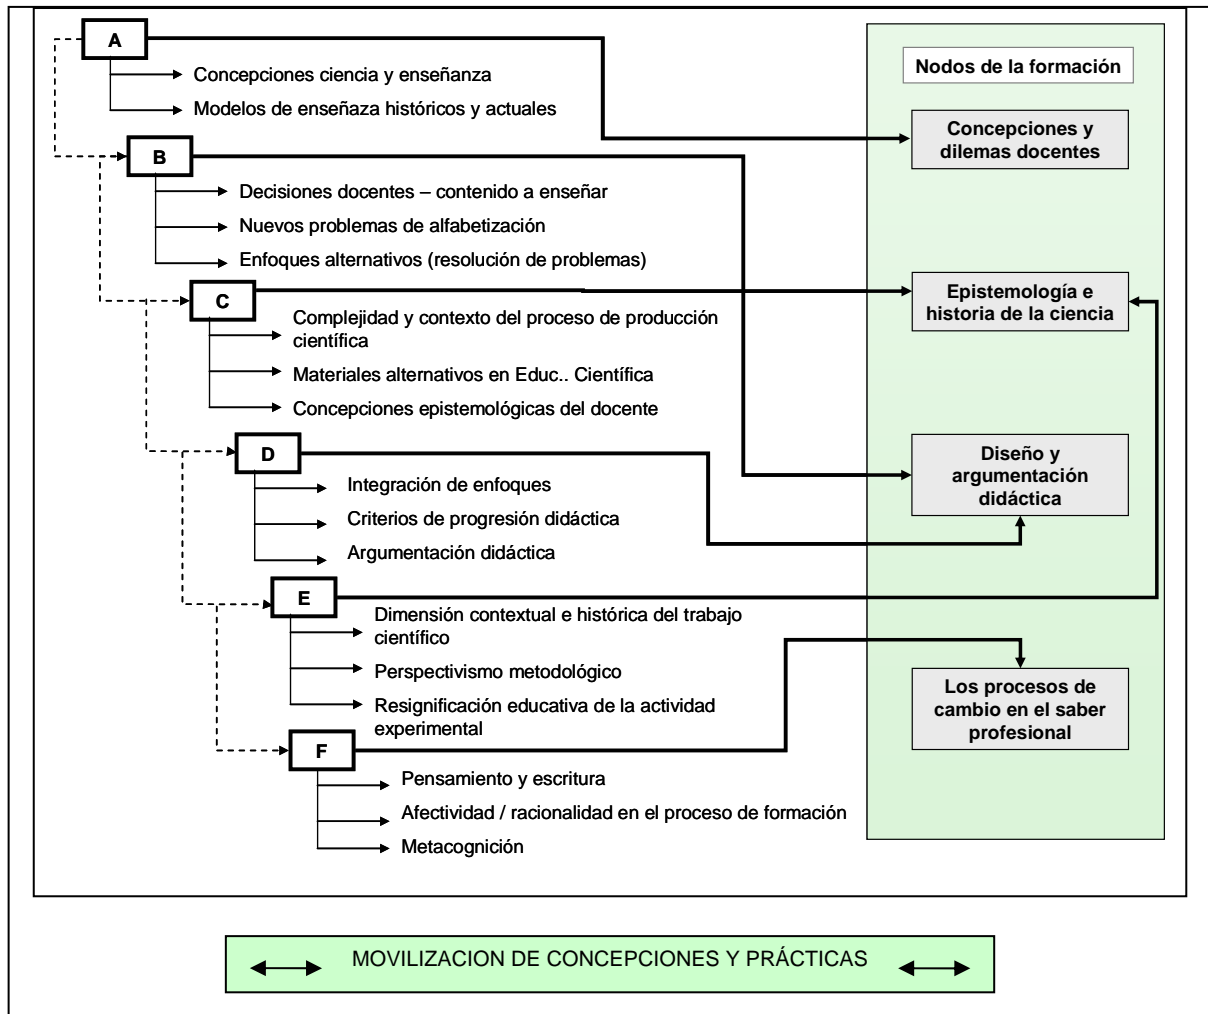 A
Concepciones ciencia y enseñanza
Modelos de enseñaza históricos y actuales
B
Decisiones docentes – contenido a enseñar
Nuevos problemas de alfabetización
Enfoques alternativos (resolución de problemas)
C
Complejidad y contexto del proceso de producción
científica
Materiales alternativos en Educ.. Científica
Concepciones epistemológicas del docente
D
Integración de enfoques
Criterios de progresión didáctica
Argumentación didáctica
E
Dimensión contextual e histórica del trabajo
científico
Perspectivismo metodológico
Resignificación educativa de la actividad
experimental
F
Pensamiento y escritura
Afectividad / racionalidad en el proceso de formación
Metacognición
Nodos de la formación
Concepciones y
dilemas docentes
Epistemología e
historia de la ciencia
Diseño y
argumentación
didáctica
Los procesos de
cambio en el saber
profesional
MOVILIZACION DE CONCEPCIONES Y PRÁCTICAS